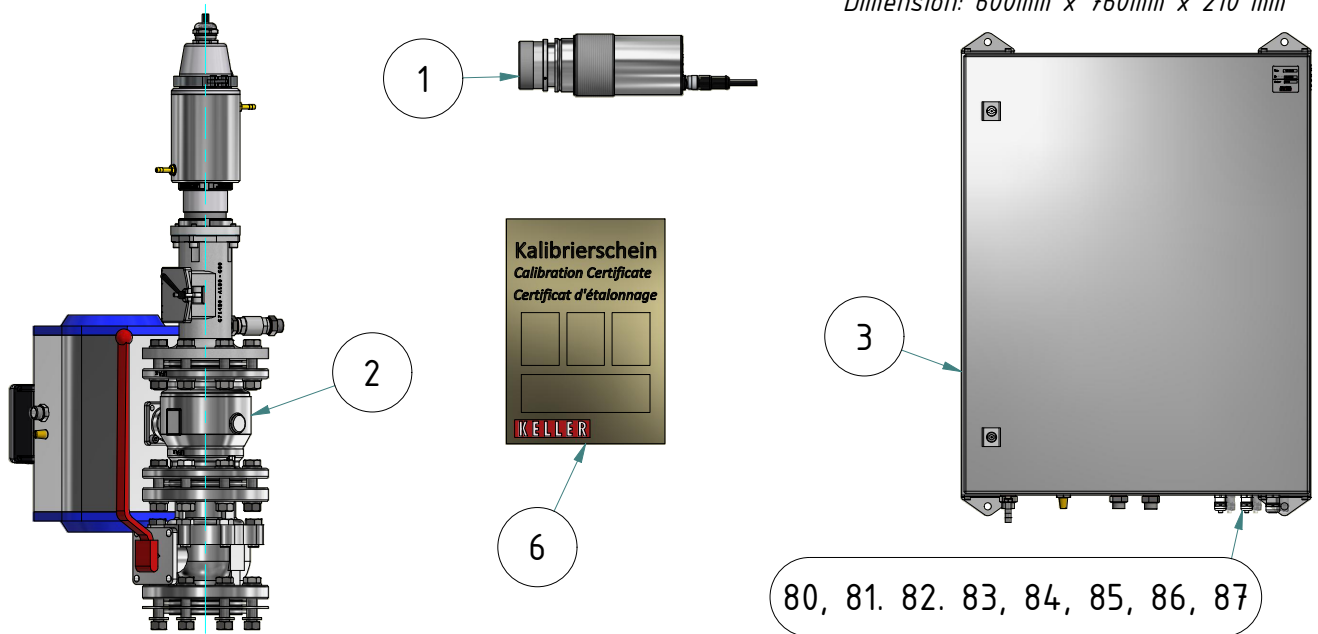 Dimension: 600mm x 760mm x 210 mm
1
2
3
Kalibrierschein
Calibration Certificate
Certificat d'étalonnage
KELLER
6
80, 81. 82. 83, 84, 85, 86, 87